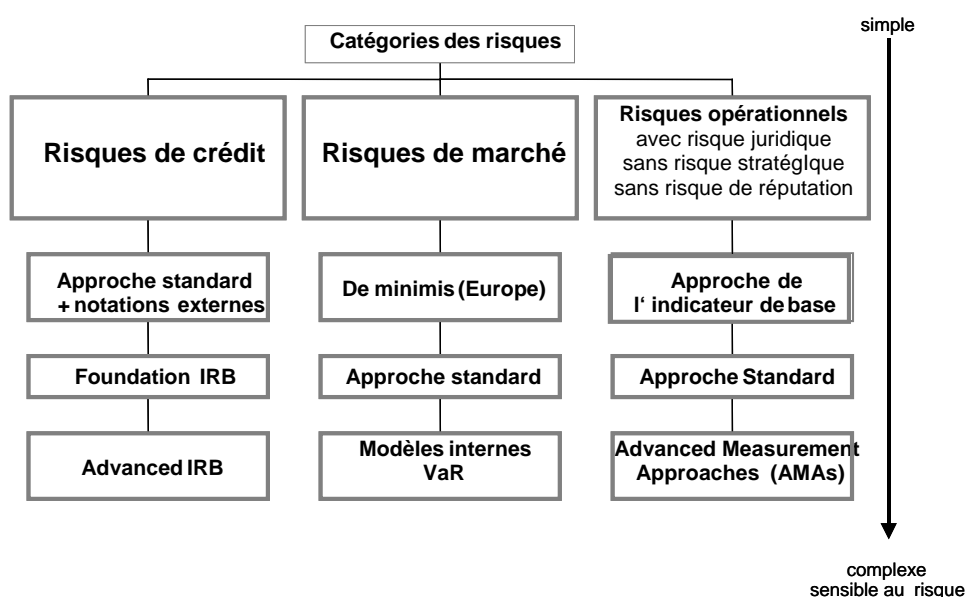 simple
Catégories des risques
Risques de crédit
Risques de marché
Risques opérationnels
avec risque juridique
sans risque stratégIque
sans risque de réputation
Approche standard
+ notations externes
De minimis (Europe)
Approche de
l‘ indicateur de base
Foundation IRB
Approche standard
Approche Standard
Advanced IRB
Modèles internes
VaR
Advanced Measurement
Approaches (AMAs)
complexe
sensible au risque